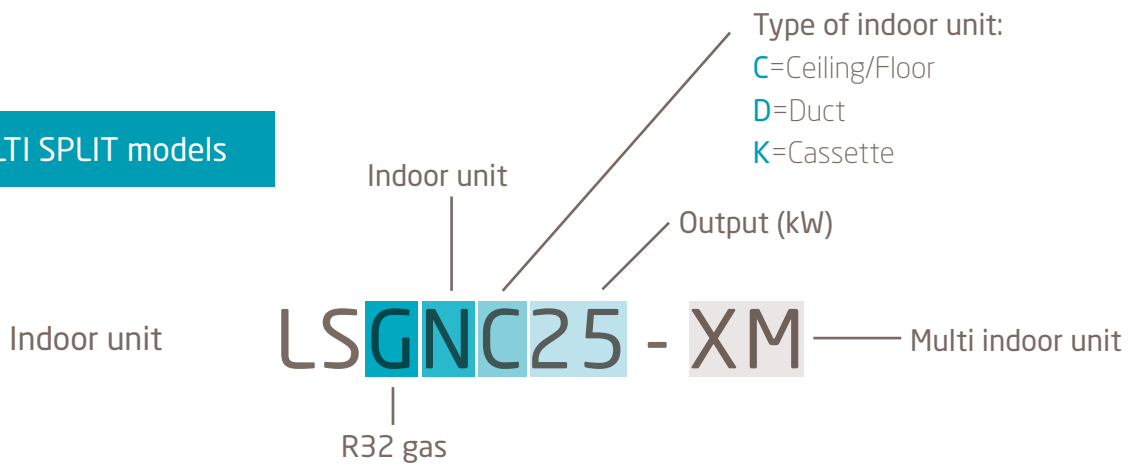 Type of indoor unit:
C=Ceiling/Floor
D=Duct
K=Cassette
LTI SPLIT models
Indoor unit
Output (kW)
Indoor unit
LSGNC25 - XM
Multi indoor unit
R32 gas